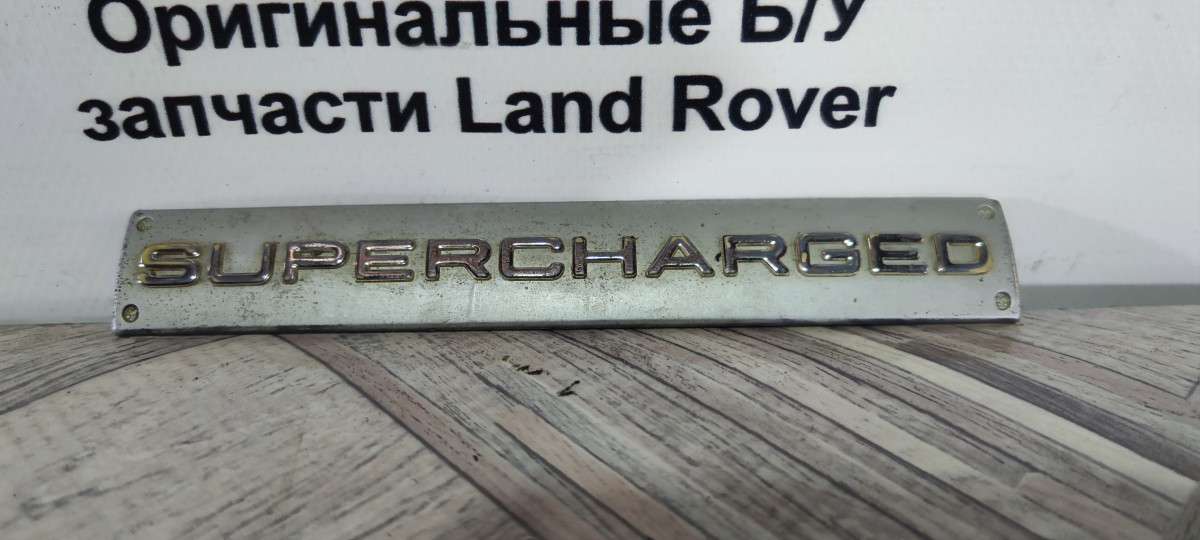 Оригинальные Б/У
запчасти Land Rover
SUPERCHARGED